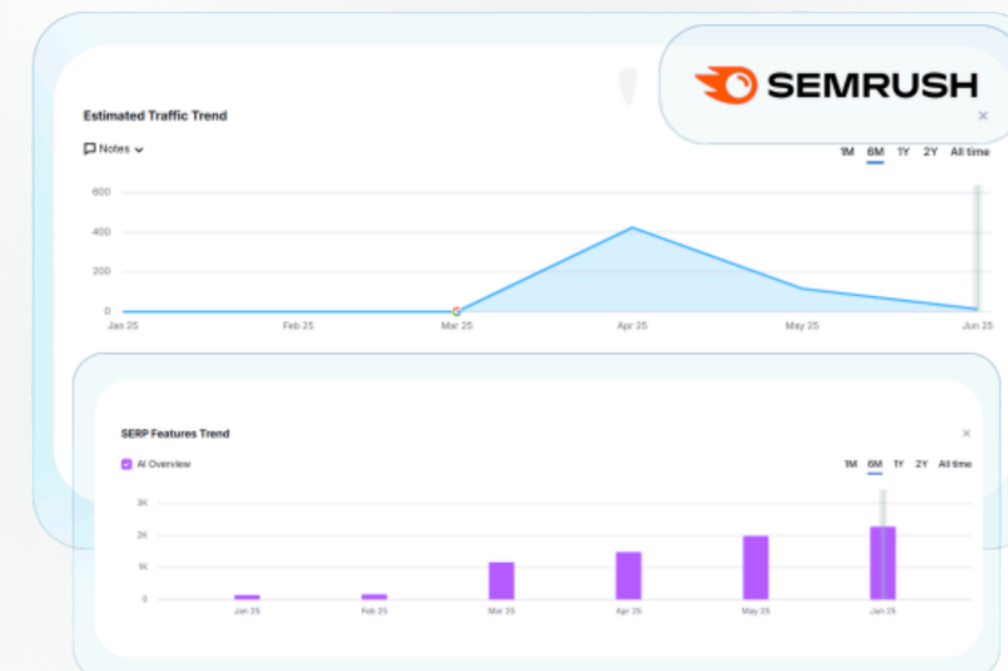 SEMRUSH
Estimated Traffic Trend
Notes
1M 6M 1Y 2Y All time
600
400
200
0
Jan 25 Feb 25 Mar 25 Apr 25 May 25 Jun 25
SERP Features Trend
AI Overview
1M 6M 1Y 2Y All time
3K
2K
1K
0
Jan 25 Feb 25 Mar 25 Apr 25 May 25 Jun 25